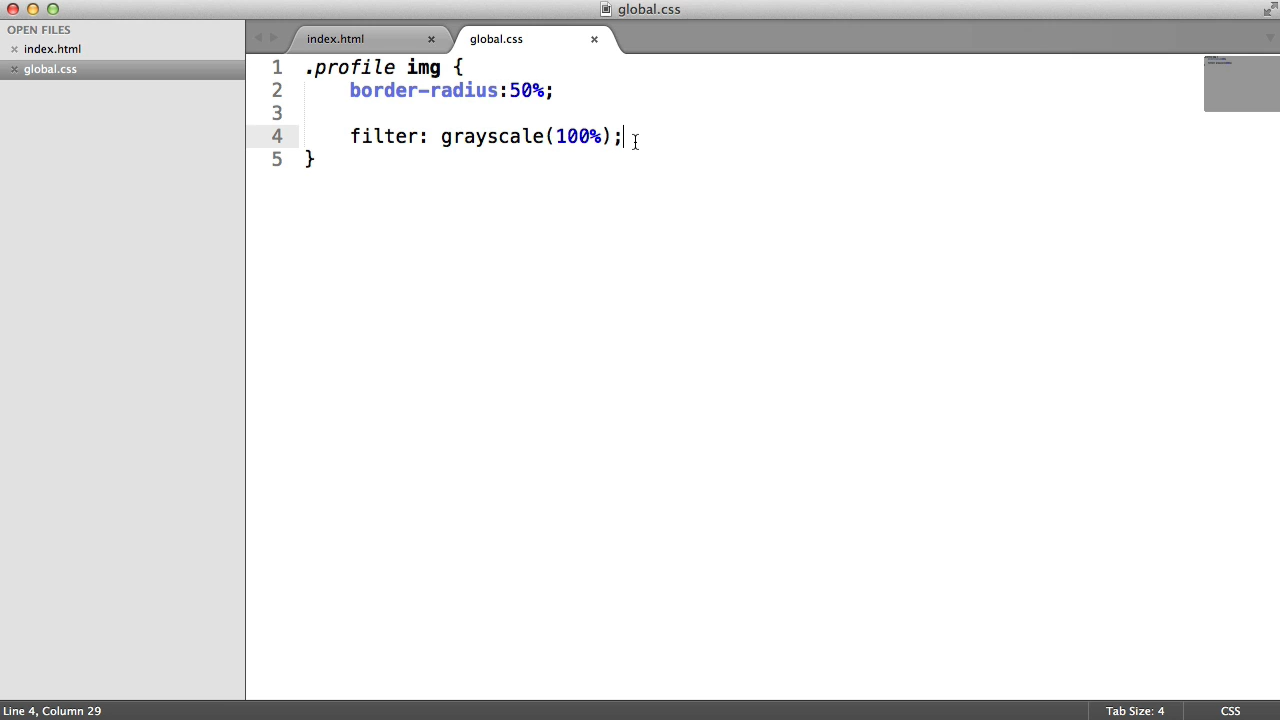 global.css
OPEN FILES
index.html
global.css
index.html
global.css
1 .profile img {
2 border-radius:50%;
3
4 filter: grayscale(100%);
5 }
Line 4, Column 29
Tab Size: 4
CSS